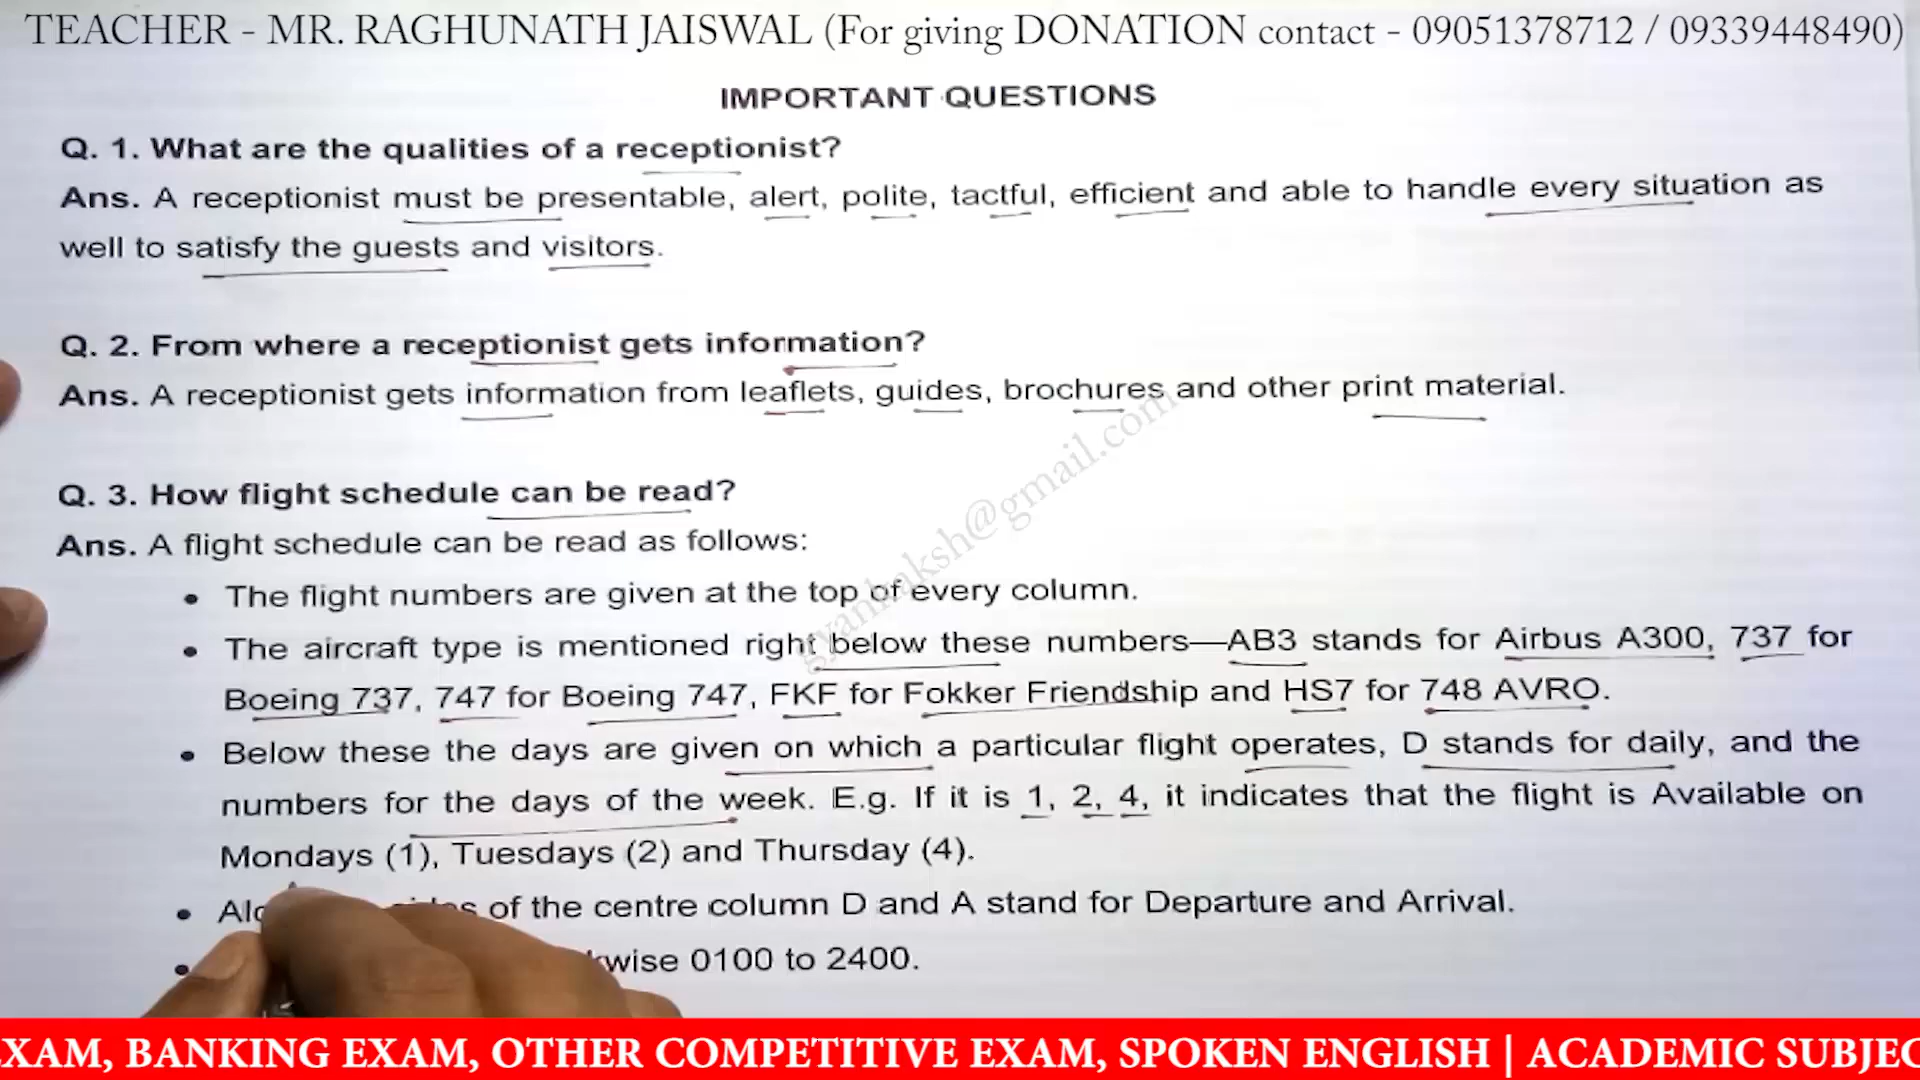 TEACHER - MR. RAGHUNATH JAISWAL (For giving DONATION contact - 09051378712 / 09339448490)
IMPORTANT QUESTIONS
Q. 1. What are the qualities of a receptionist?
Ans. A receptionist must be presentable, alert, polite, tactful, efficient and able to handle every situation as
well to satisfy the guests and visitors.
Q. 2. From where a receptionist gets information?
Ans. A receptionist gets information from leaflets, guides, brochures and other print material.
Q. 3. How flight schedule can be read?
Ans. A flight schedule can be read as follows:
• The flight numbers are given at the top of every column.
• The aircraft type is mentioned right below these numbers—AB3 stands for Airbus A300, 737 for
Boeing 737, 747 for Boeing 747, FKF for Fokker Friendship and HS7 for 748 AVRO.
• Below these the days are given on which a particular flight operates, D stands for daily, and the
numbers for the days of the week. E.g. If it is 1, 2, 4, it indicates that the flight is Available on
Mondays (1), Tuesdays (2) and Thursday (4).
• of the centre column D and A stand for Departure and Arrival.
• 0100 to 2400.
gyankaksh@gmail.com
EXAM, BANKING EXAM, OTHER COMPETITIVE EXAM, SPOKEN ENGLISH | ACADEMIC